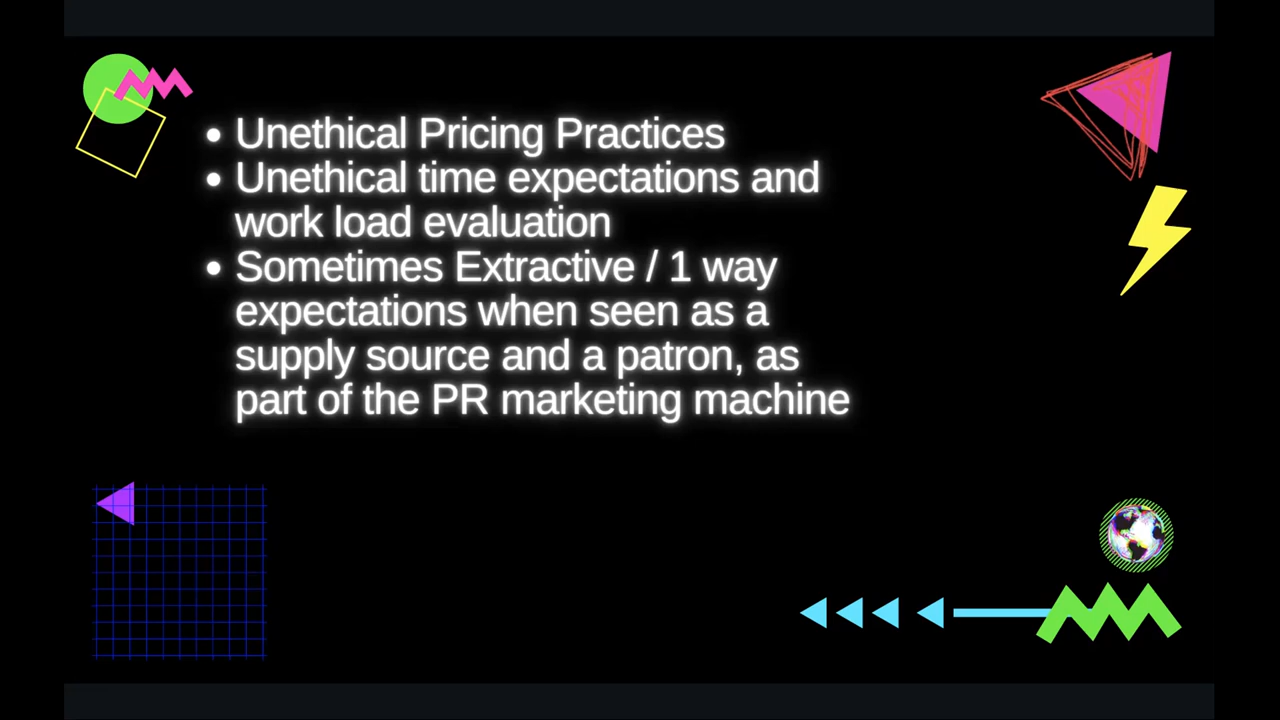 • Unethical Pricing Practices
• Unethical time expectations and
work load evaluation
• Sometimes Extractive / 1 way
expectations when seen as a
supply source and a patron, as
part of the PR marketing machine